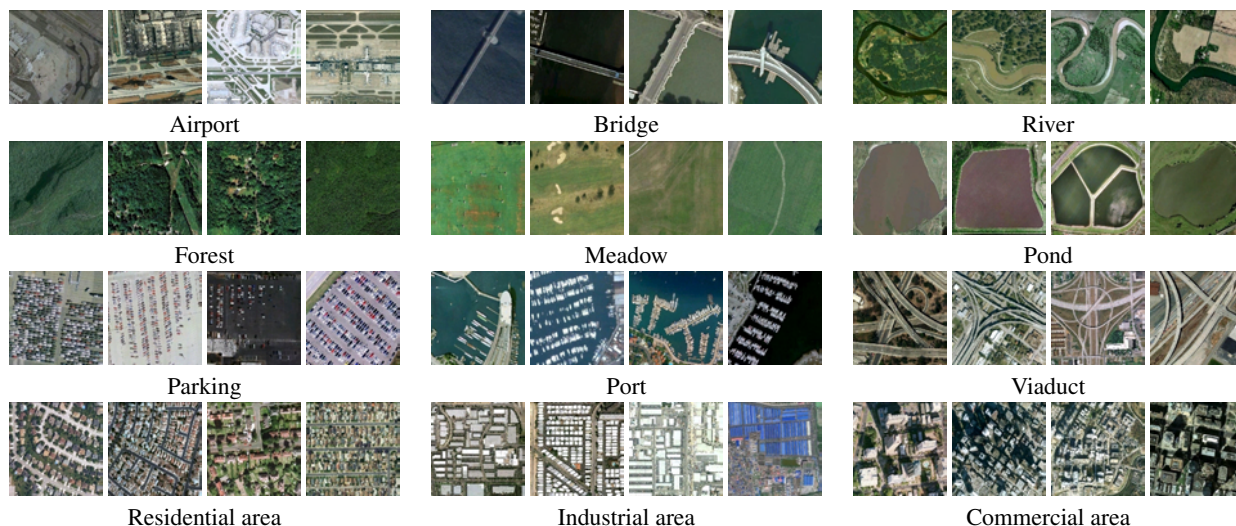 Airport
Bridge
River
Forest
Meadow
Pond
Parking
Port
Viaduct
Residential area
Industrial area
Commercial area